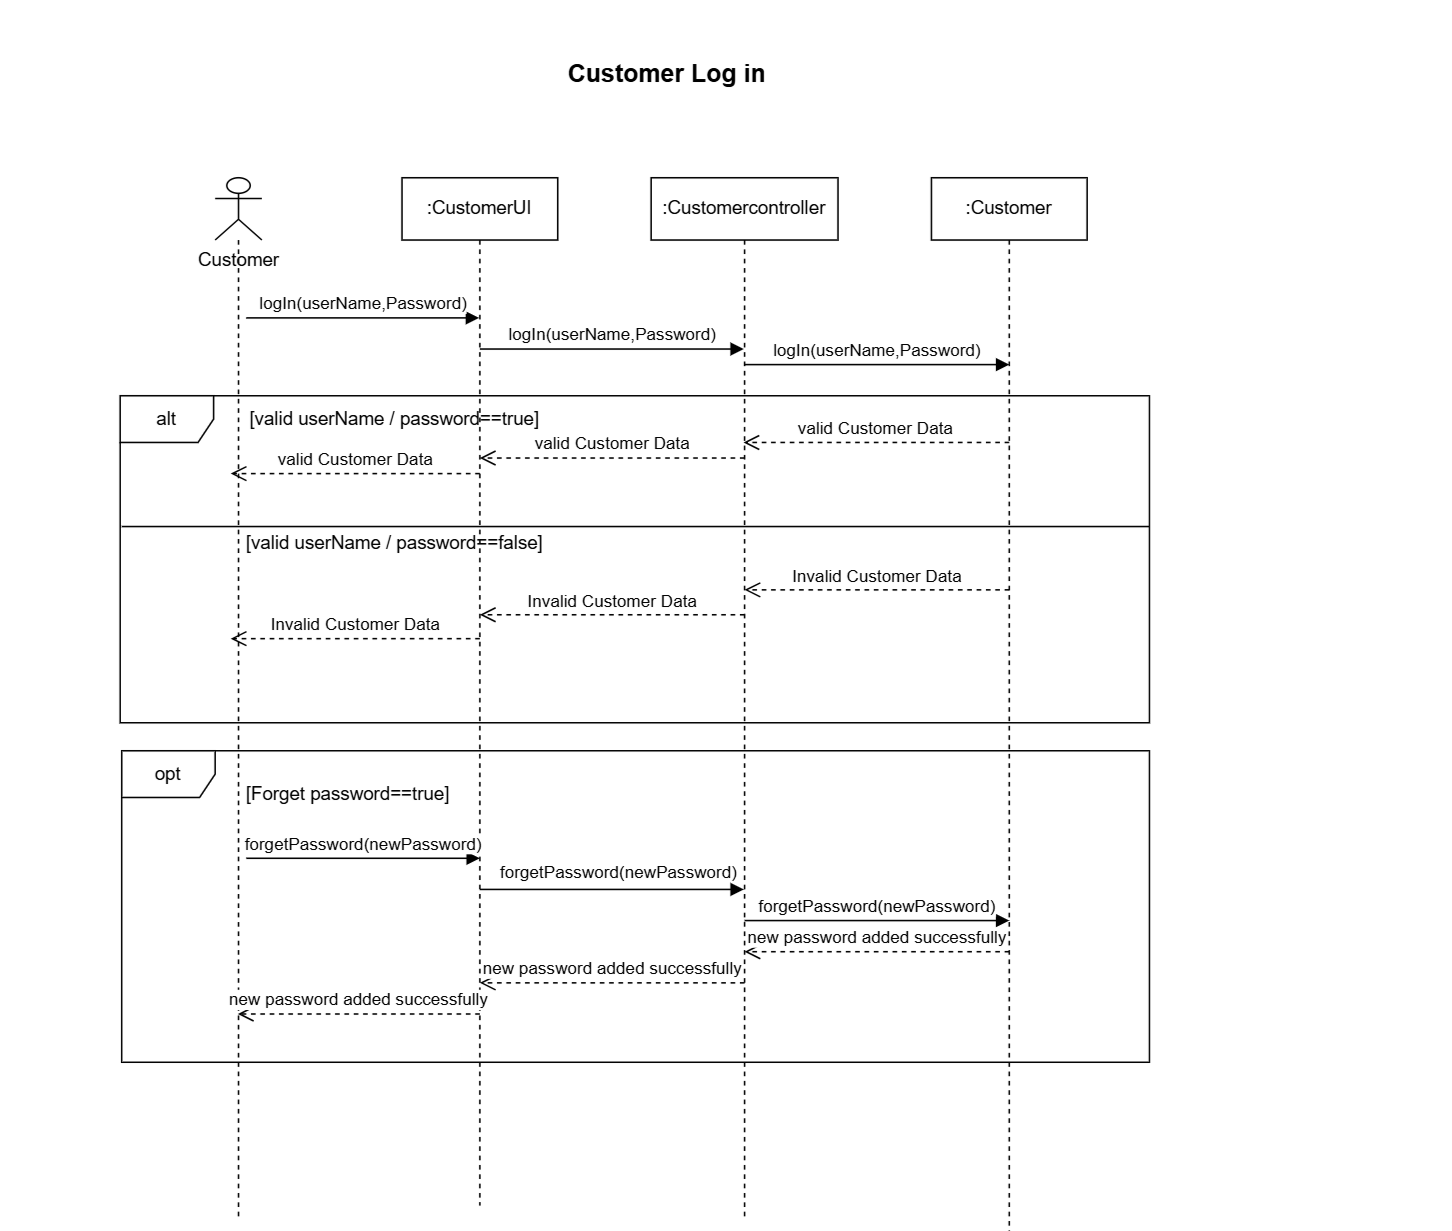 Customer Log in
:CustomerUI
:Customercontroller
:Customer
Customer
logIn(userName,Password)
logIn(userName,Password)
logIn(userName,Password)
alt
[valid userName / password==true]
valid Customer Data
valid Customer Data
valid Customer Data
[valid userName / password==false]
Invalid Customer Data
Invalid Customer Data
Invalid Customer Data
opt
[Forget password==true]
forgetPassword(newPassword)
forgetPassword(newPassword)
forgetPassword(newPassword)
new password added successfully
new password added successfully
new password added successfully